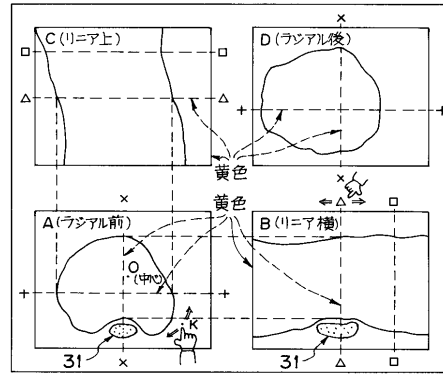 C(リニア上)
D(ラジアル後)
×
□ □
△ △
+ +
黄色
×
黄色
× △ □
A(ラジアル前)
B(リニア横)
O
(中心)
+ +
K
31
31
×
△ □